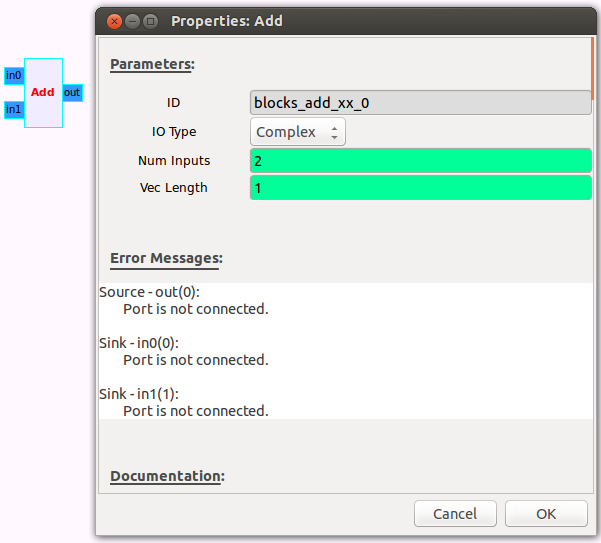 in0
in1
Add
out
Properties: Add
Parameters:
ID
blocks_add_xx_0
IO Type
Complex
Num Inputs
2
Vec Length
1
Error Messages:
Source - out(0):
Port is not connected.
Sink - in0(0):
Port is not connected.
Sink - in1(1):
Port is not connected.
Documentation:
Cancel
OK